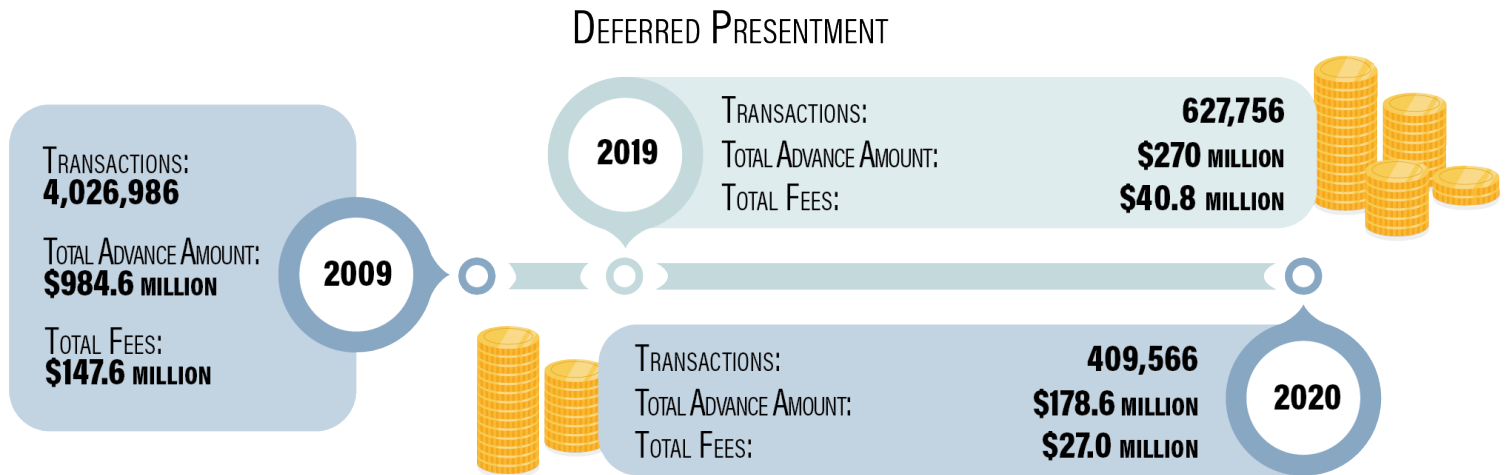 Deferred Presentment
Transactions:
4,026,986
Total Advance Amount:
$984.6 million
Total Fees:
$147.6 million
2009
2019
Transactions: 627,756
Total Advance Amount: $270 million
Total Fees: $40.8 million
Transactions: 409,566
Total Advance Amount: $178.6 million
Total Fees: $27.0 million
2020